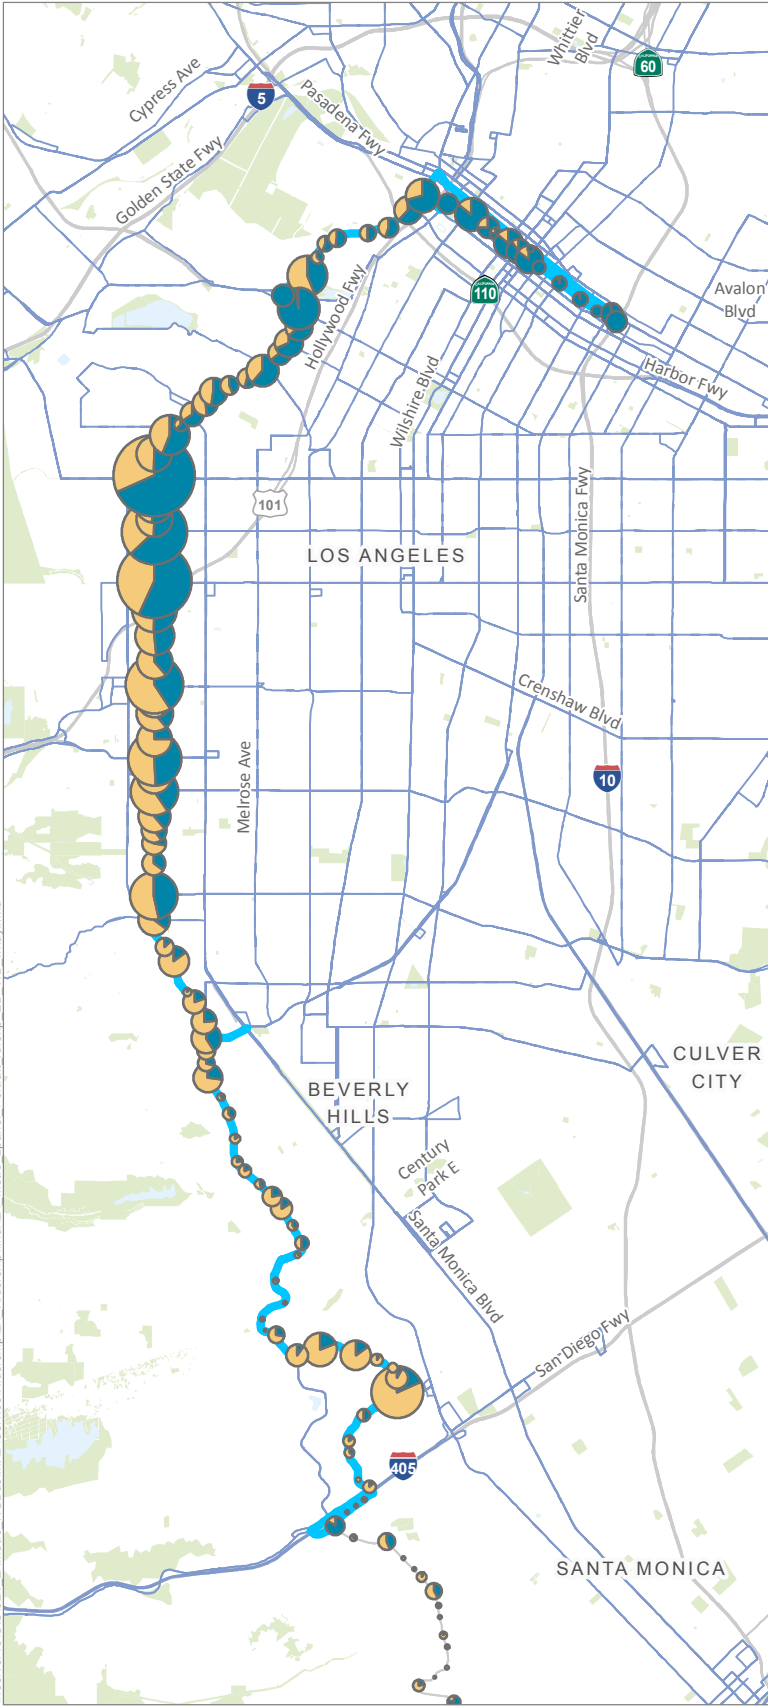 Whittier
Blvd
CALIFORNIA
60
Cypress Ave
5
Pasadena Fwy
Golden State Fwy
Hollywood Fwy
CALIFORNIA
110
Avalon
Blvd
Harbor Fwy
Wilshire Blvd
101
Santa Monica Fwy
LOS ANGELES
Crenshaw Blvd
Melrose Ave
10
CULVER
CITY
BEVERLY
HILLS
Century
Park E
Santa Monica Blvd
San Diego Fwy
405
SANTA MONICA